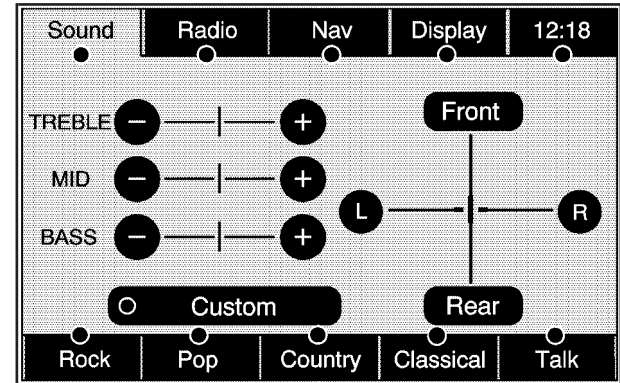 Sound Radio Nav Display 12:18
TREBLE − +
Front
MID − +
L R
BASS − +
Custom
Rear
Rock Pop Country Classical Talk